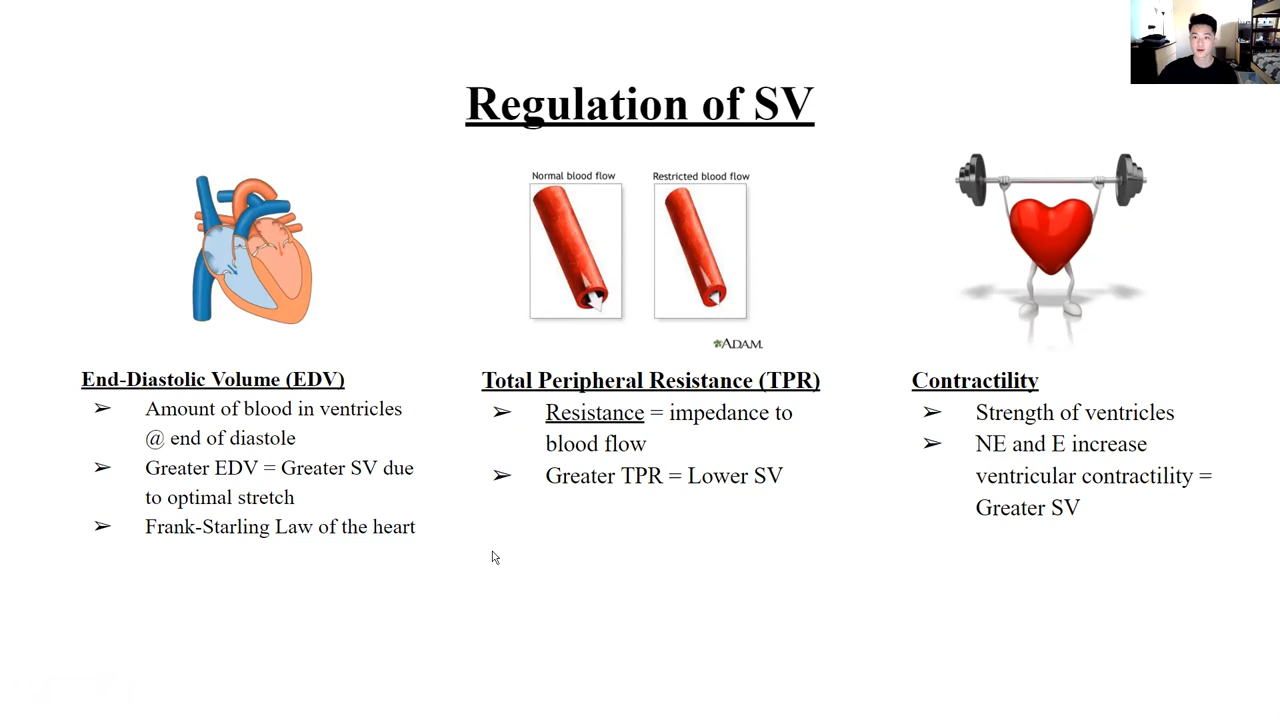 Regulation of SV
Normal blood flow
Restricted blood flow
ADAM.
End-Diastolic Volume (EDV)
➢ Amount of blood in ventricles
@ end of diastole
➢ Greater EDV = Greater SV due
to optimal stretch
➢ Frank-Starling Law of the heart
Total Peripheral Resistance (TPR)
➢ Resistance = impedance to
blood flow
➢ Greater TPR = Lower SV
Contractility
➢ Strength of ventricles
➢ NE and E increase
ventricular contractility =
Greater SV